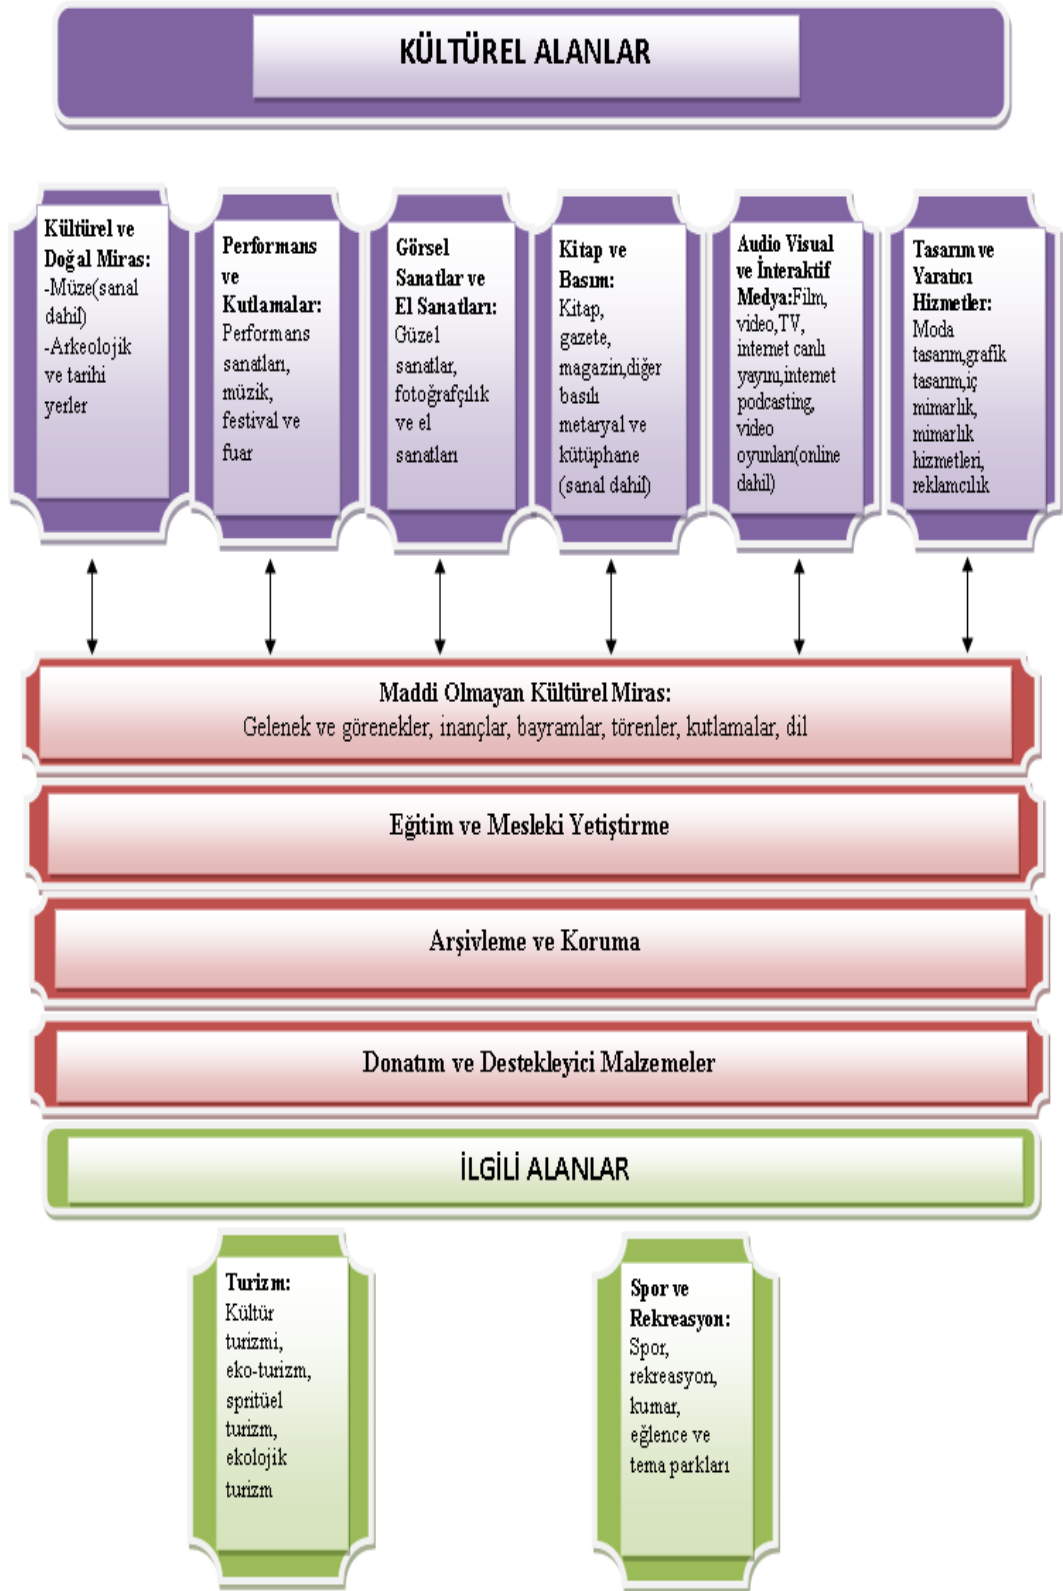 KÜLTÜREL ALANLAR
Kültürel ve
Doğal Miras:
-Müze(sanal
dahil)
-Arkeolojik
ve tarihi
yerler
Performans
ve
Kutlamalar:
Performans
sanatları,
müzik,
festival ve
fuar
Görsel
Sanatlar ve
El Sanatları:
Güzel
sanatlar,
fotoğrafçılık
ve el
sanatları
Kitap ve
Basım:
Kitap,
gazete,
magazin,diğer
basılı
metaryal ve
kütüphane
(sanal dahil)
Audio Visual
ve İnteraktif
Medya:Film,
video,TV,
internet canlı
yayını,internet
podcasting,
video
oyunları(online
dahil)
Tasarım ve
Yaratıcı
Hizmetler:
Moda
tasarım,grafik
tasarım,iç
mimarlık,
mimarlık
hizmetleri,
reklamcılık
Maddi Olmayan Kültürel Miras:
Gelenek ve görenekler, inançlar, bayramlar, törenler, kutlamalar, dil
Eğitim ve Mesleki Yetiştirme
Arşivleme ve Koruma
Donatım ve Destekleyici Malzemeler
İLGİLİ ALANLAR
Turizm:
Kültür
turizmi,
eko-turizm,
spritüel
turizm,
ekolojik
turizm
Spor ve
Rekreasyon:
Spor,
rekreasyon,
kumar,
eğlence ve
tema parkları